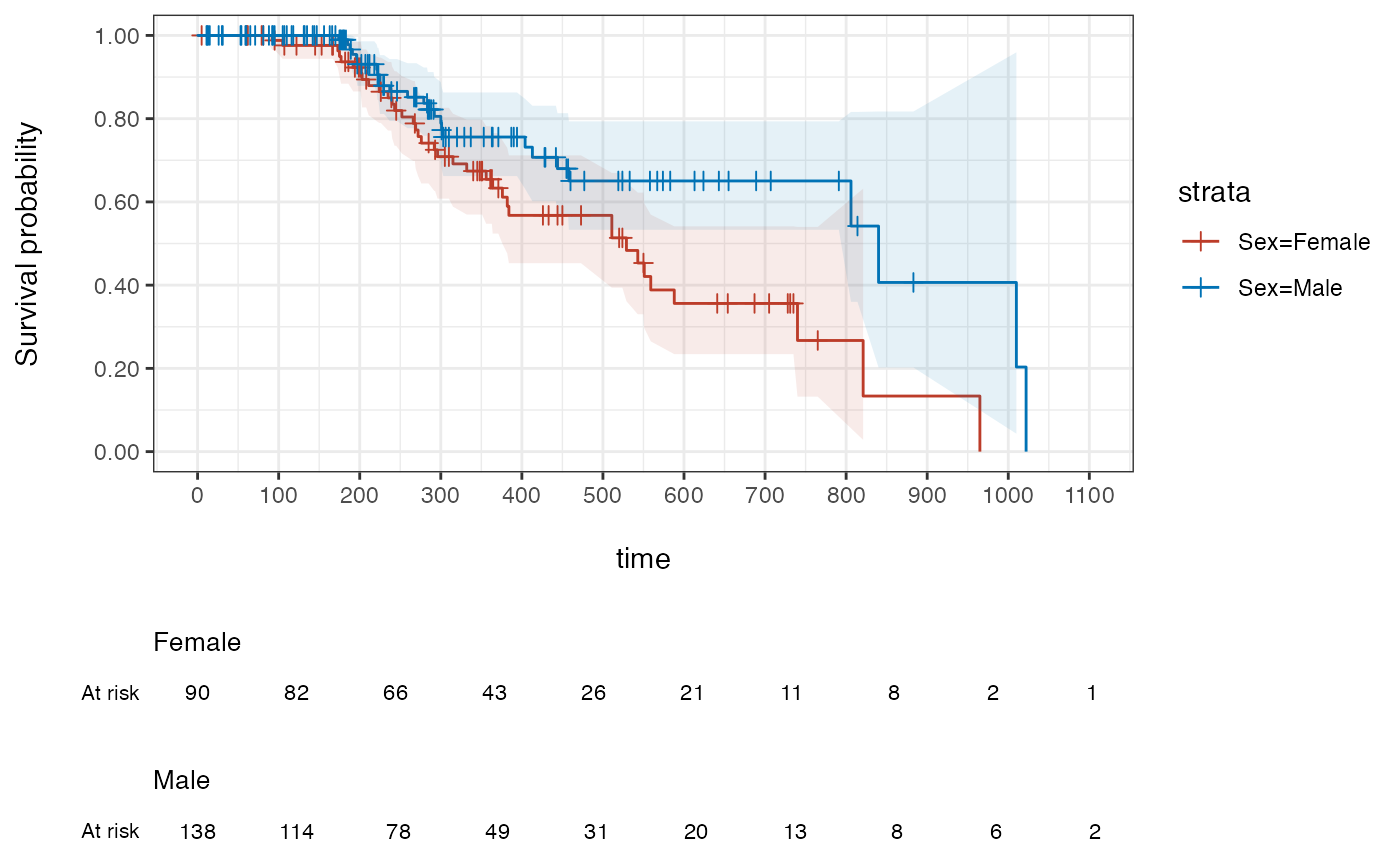 Survival probability
1.00
0.80
0.60
0.40
0.20
0.00
0 100 200 300 400 500 600 700 800 900 1000 1100
time
strata
Sex=Female
Sex=Male
Female
At risk 90 82 66 43 26 21 11 8 2 1
Male
At risk 138 114 78 49 31 20 13 8 6 2